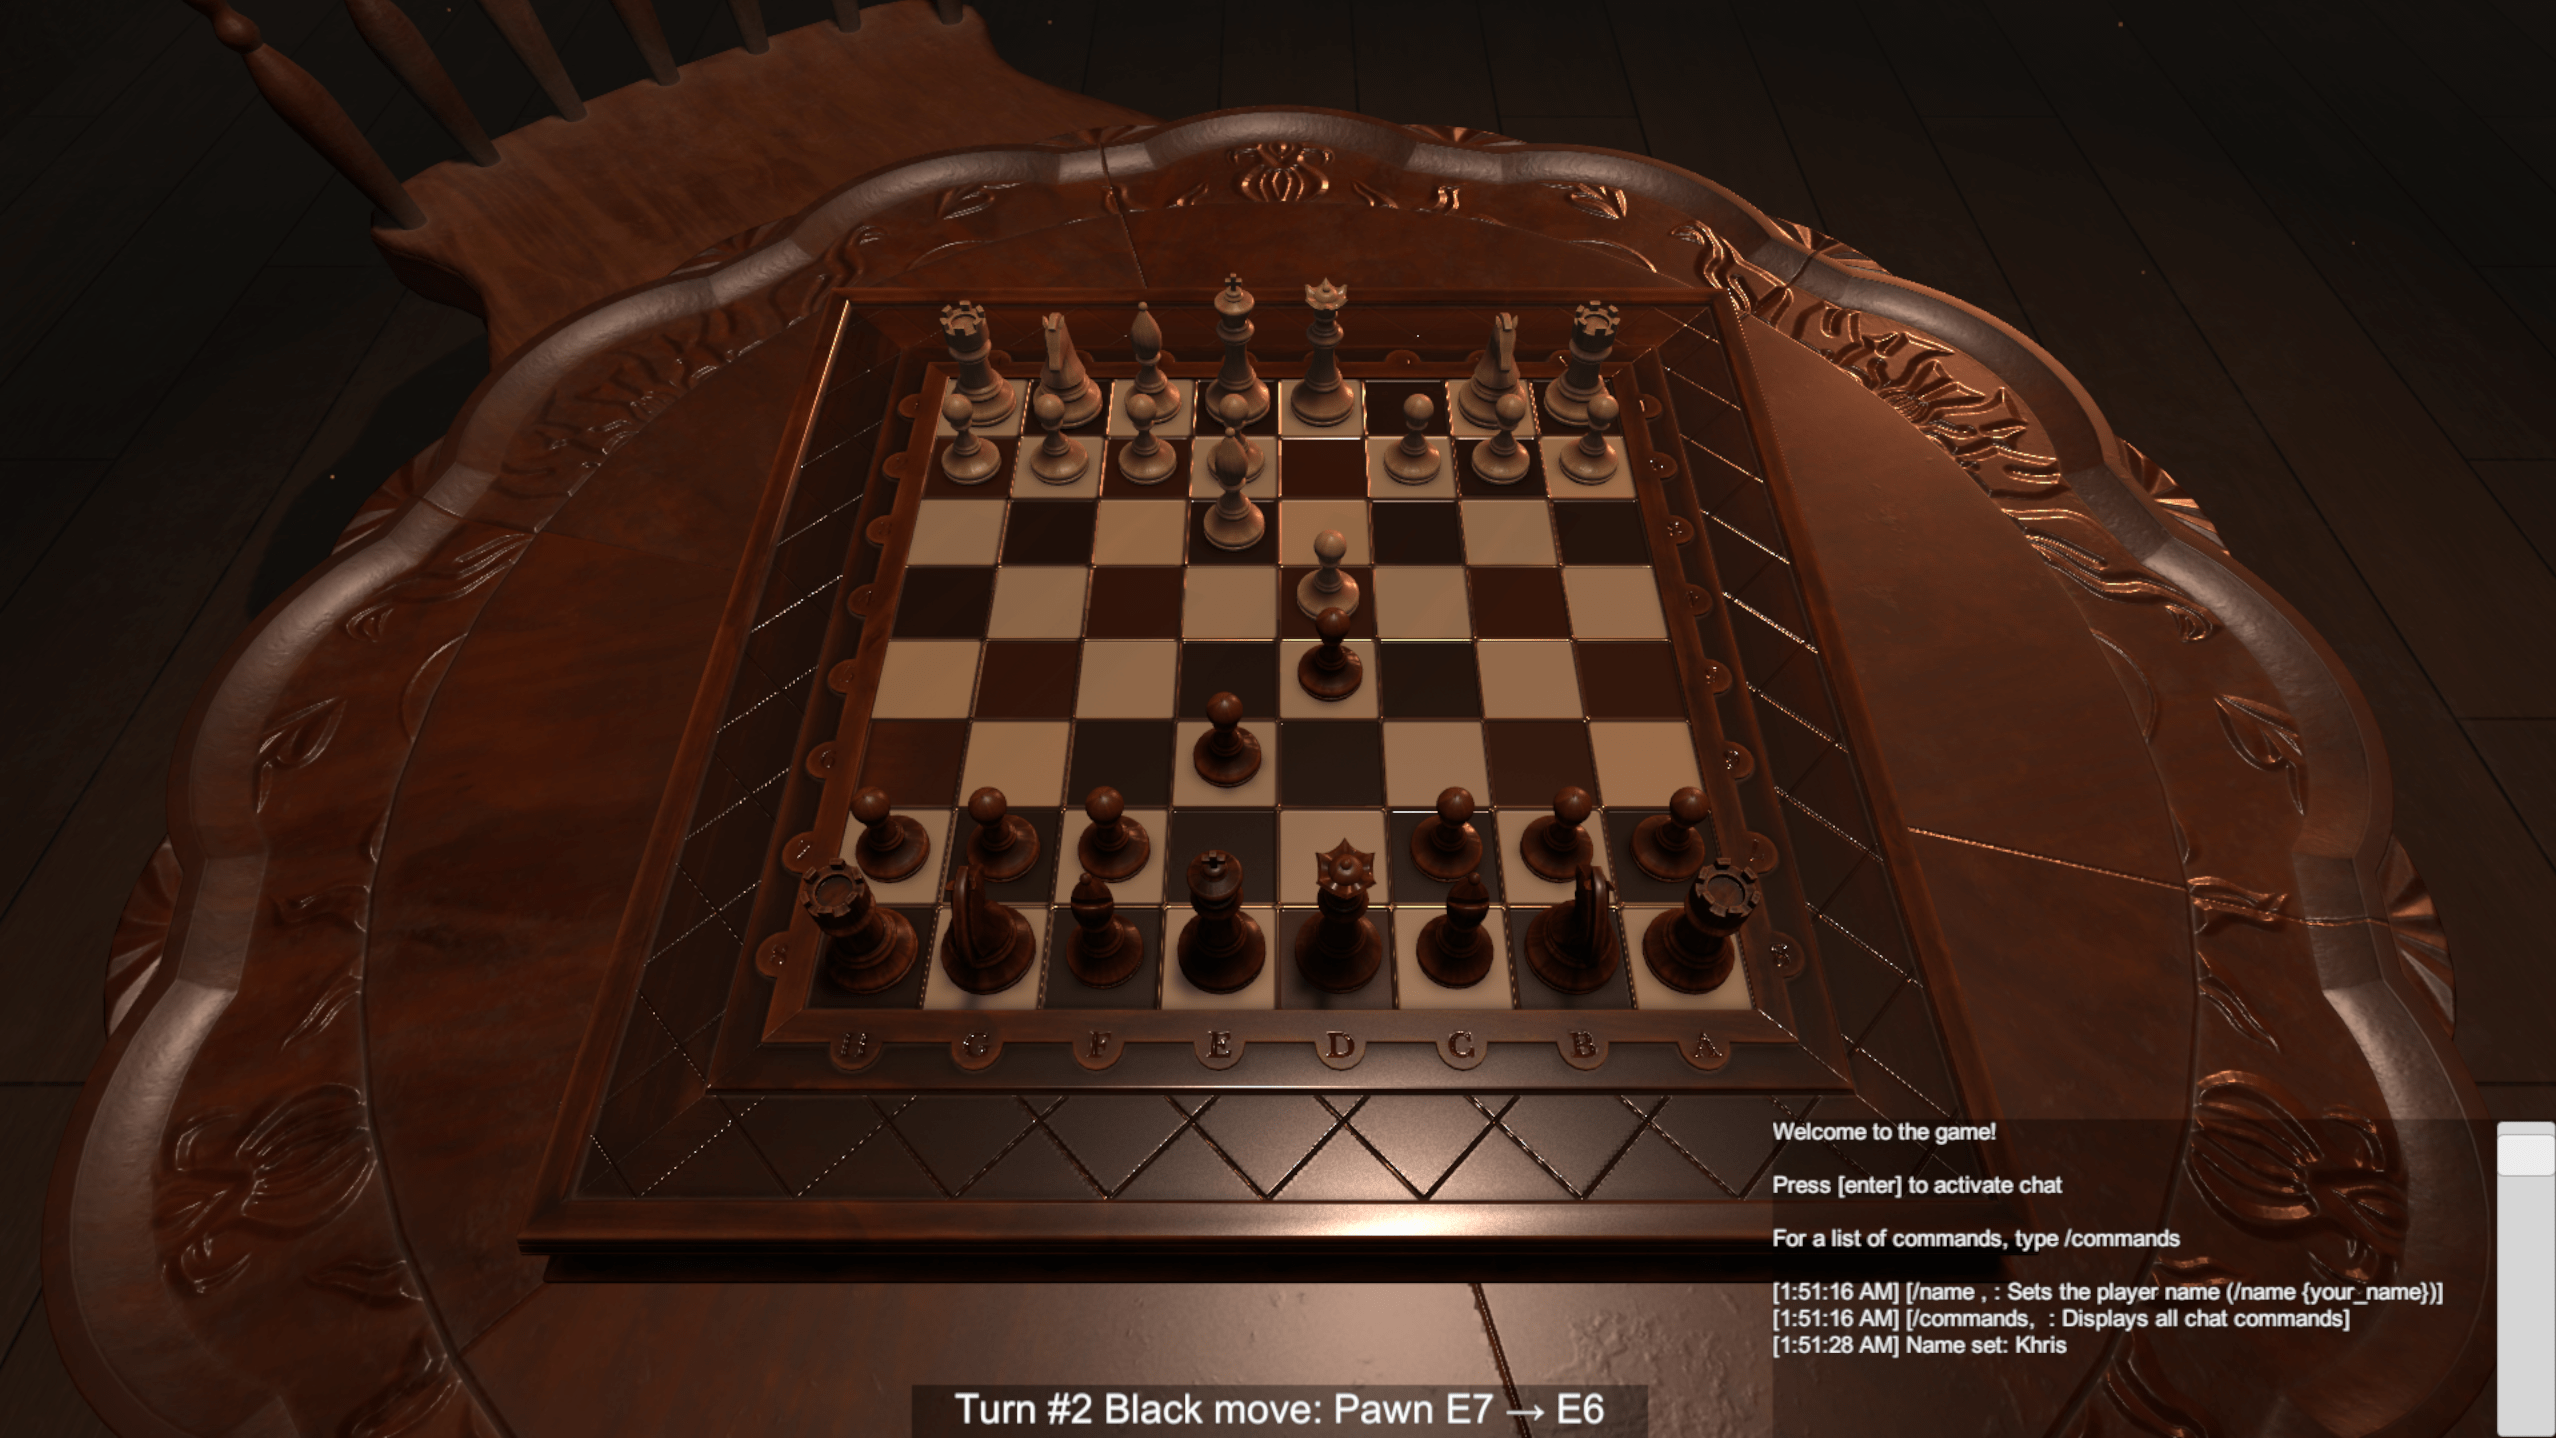 H G F E D C B A
Welcome to the game!
Press [enter] to activate chat
For a list of commands, type /commands
[1:51:16 AM] [/name , : Sets the player name (/name {your_name})]
[1:51:16 AM] [/commands,  : Displays all chat commands]
[1:51:28 AM] Name set: Khris
Turn #2 Black move: Pawn E7 → E6